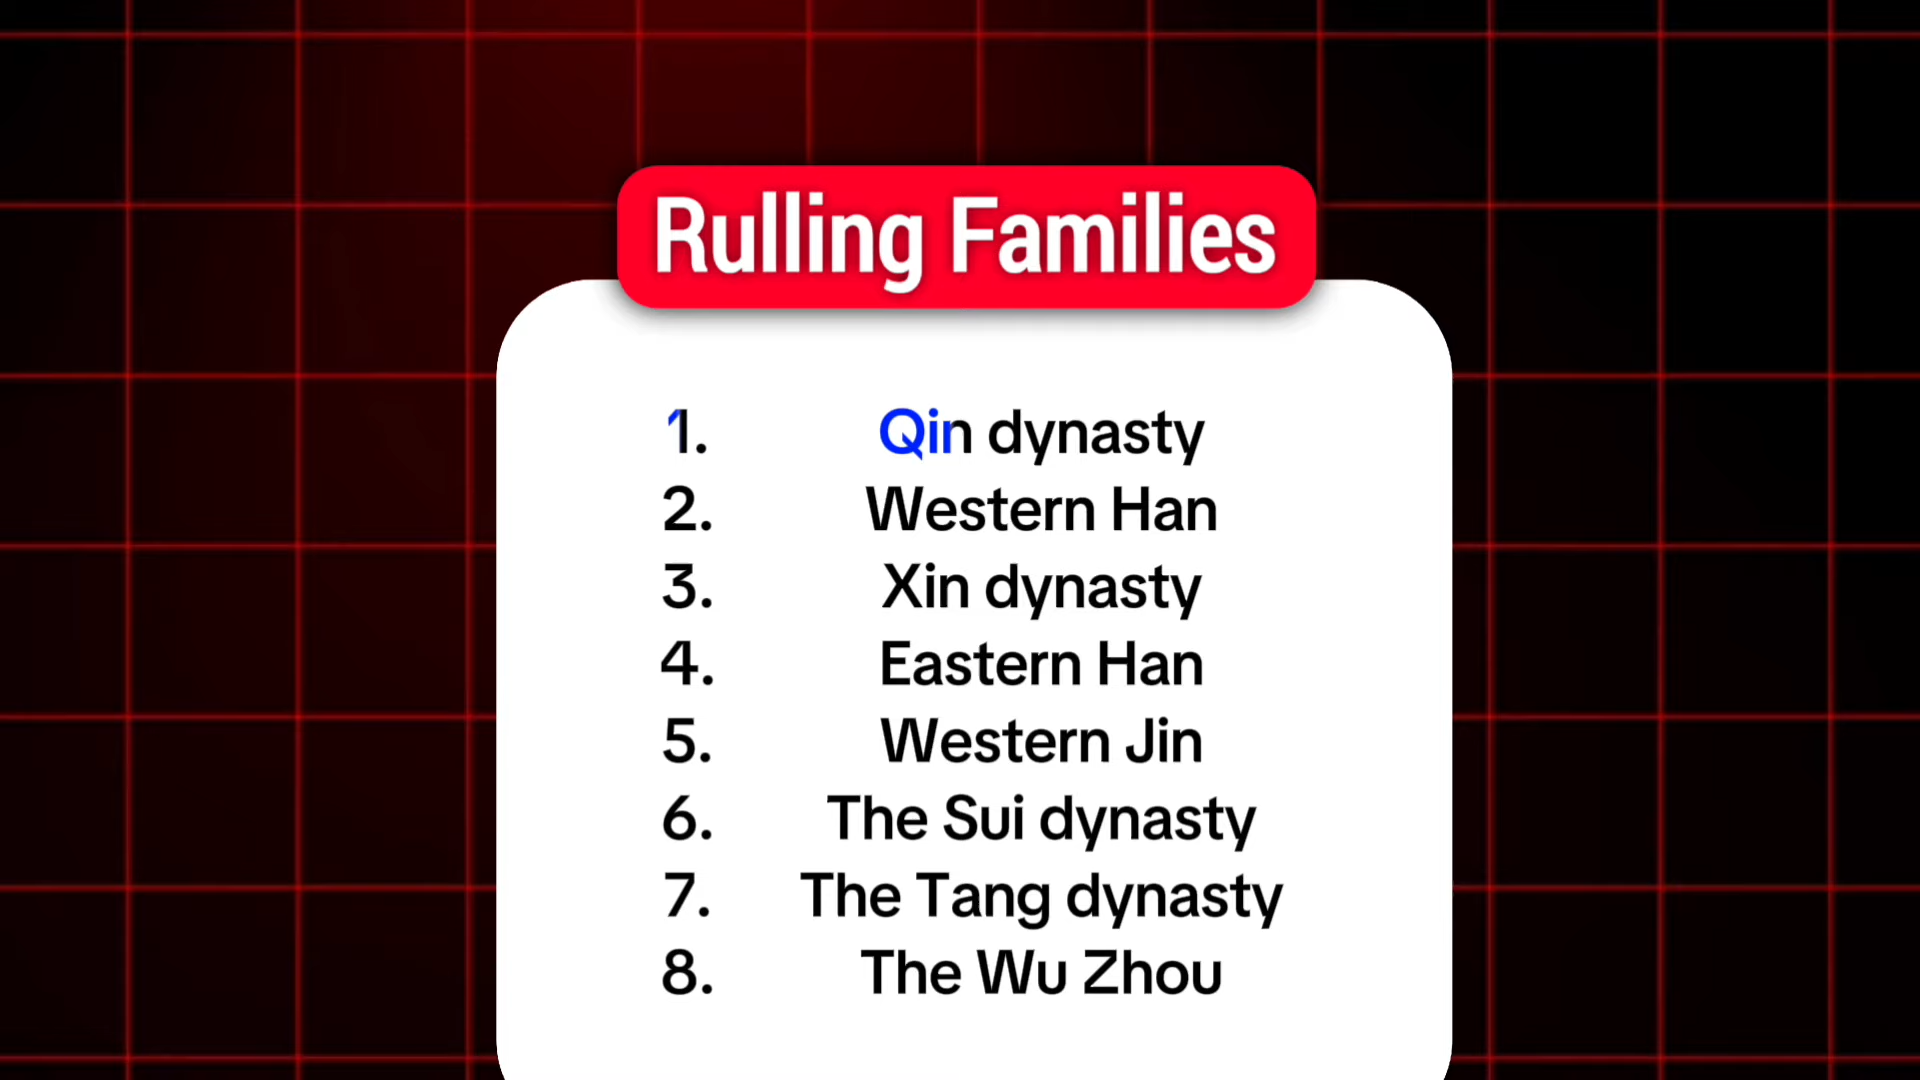 Rulling Families
1. Qin dynasty
2. Western Han
3. Xin dynasty
4. Eastern Han
5. Western Jin
6. The Sui dynasty
7. The Tang dynasty
8. The Wu Zhou